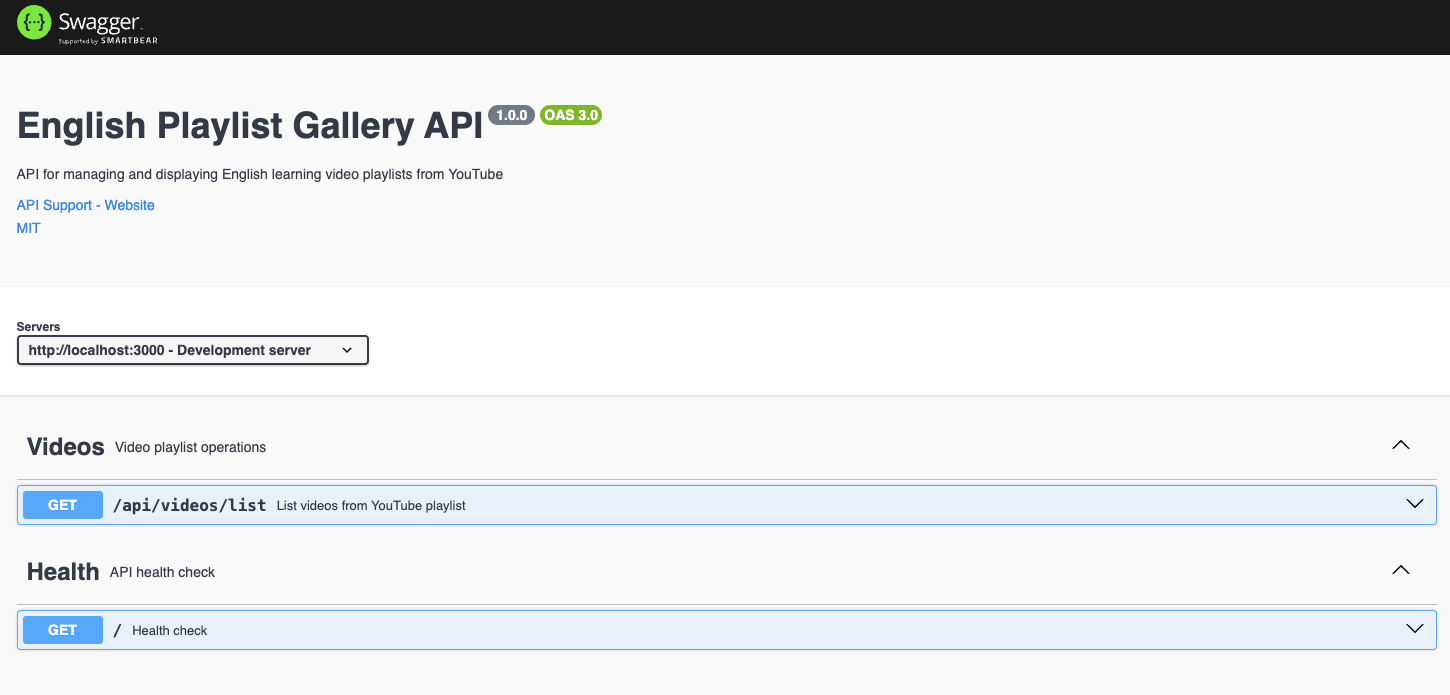 {···} Swagger.
Supported by SMARTBEAR
English Playlist Gallery API 1.0.0 OAS 3.0
API for managing and displaying English learning video playlists from YouTube
API Support - Website
MIT
Servers
http://localhost:3000 - Development server
Videos Video playlist operations
GET /api/videos/list List videos from YouTube playlist
Health API health check
GET / Health check